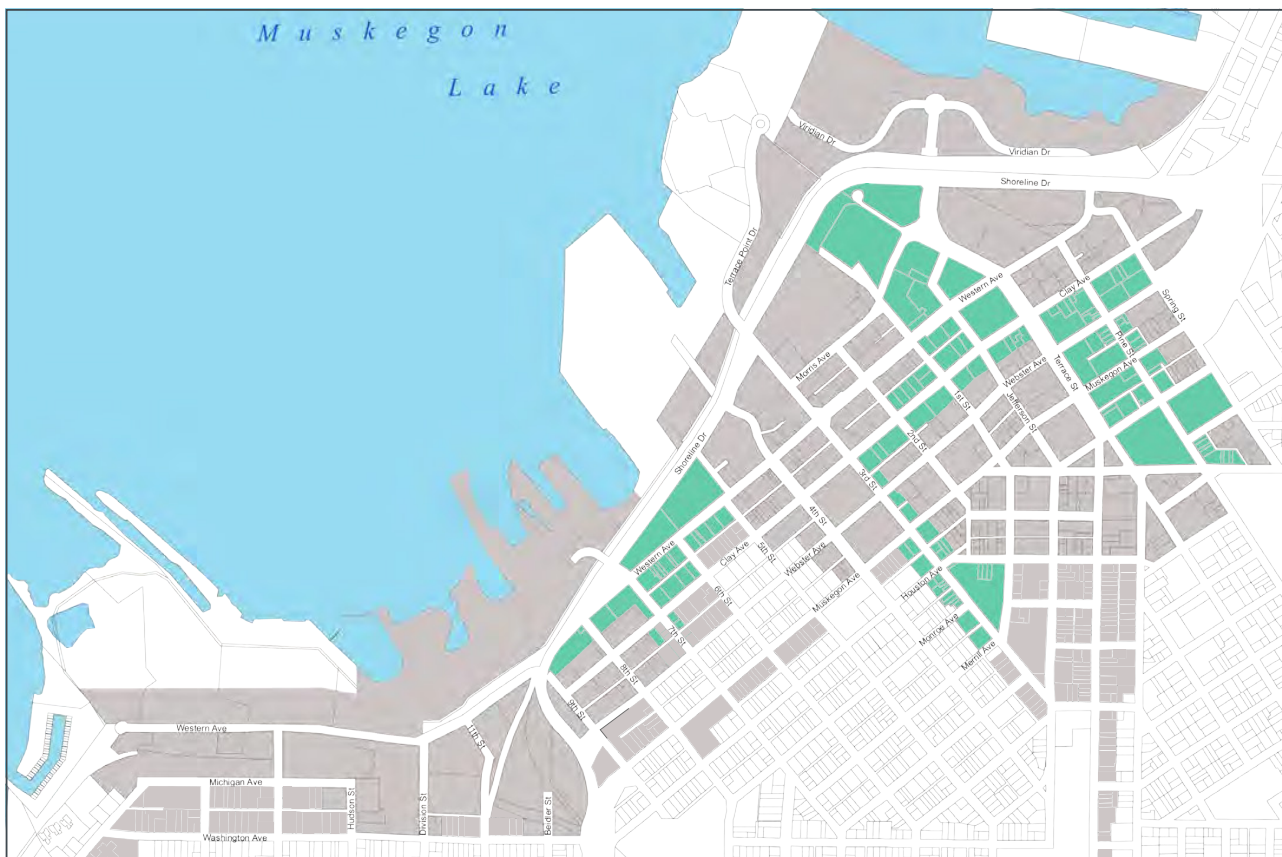 Muskegon
Lake
Viridian Dr
Viridian Dr
Shoreline Dr
Terrace Point Dr
Western Ave
Clay Ave
Spring St
Pine St
Morris Ave
Webster Ave
Terrace St
Muskegon Ave
1st St
Jefferson St
2nd St
Shoreline Dr
3rd St
4th St
Western Ave
Clay Ave
5th St
Webster Ave
Muskegon Ave
Houston Ave
6th St
7th St
Monroe Ave
Merrill Ave
8th St
9th St
Western Ave
11th St
Michigan Ave
Hudson St
Division St
Beidler St
Washington Ave